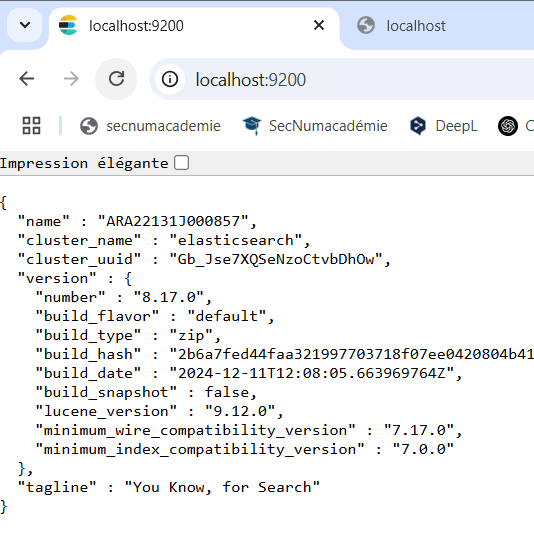 localhost:9200
localhost
localhost:9200
secnumacademie SecNumacadémie DeepL
Impression élégante
{
  "name" : "ARA22131J000857",
  "cluster_name" : "elasticsearch",
  "cluster_uuid" : "Gb_Jse7XQSeNzoCtvbDhOw",
  "version" : {
    "number" : "8.17.0",
    "build_flavor" : "default",
    "build_type" : "zip",
    "build_hash" : "2b6a7fed44faa321997703718f07ee0420804b41
    "build_date" : "2024-12-11T12:08:05.663969764Z",
    "build_snapshot" : false,
    "lucene_version" : "9.12.0",
    "minimum_wire_compatibility_version" : "7.17.0",
    "minimum_index_compatibility_version" : "7.0.0"
  },
  "tagline" : "You Know, for Search"
}